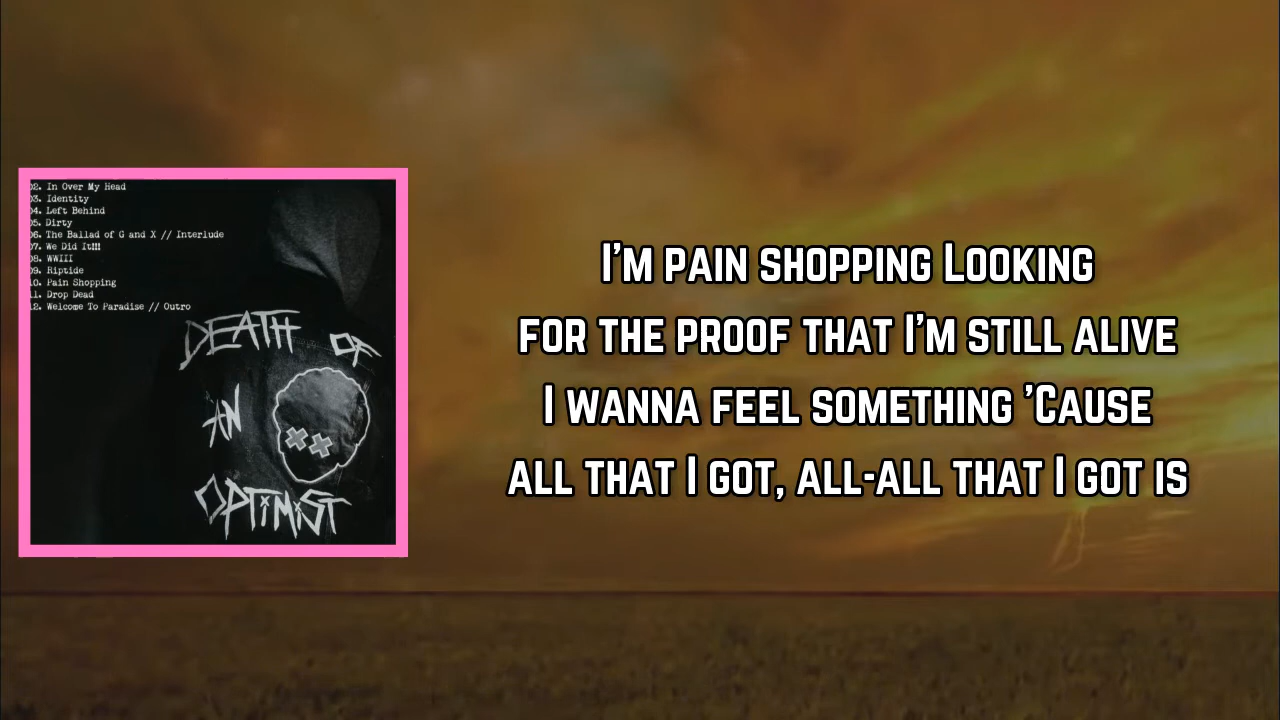 02. In Over My Head
03. Identity
04. Left Behind
05. Dirty
06. The Ballad of G and X // Interlude
07. We Did It!!!
08. WWIII
09. Riptide
10. Pain Shopping
11. Drop Dead
12. Welcome To Paradise // Outro
DEATH OF
AN
OPTIMIST
I'm pain shopping Looking
for the proof that I'm still alive
I wanna feel something 'Cause
all that I got, all-all that I got is